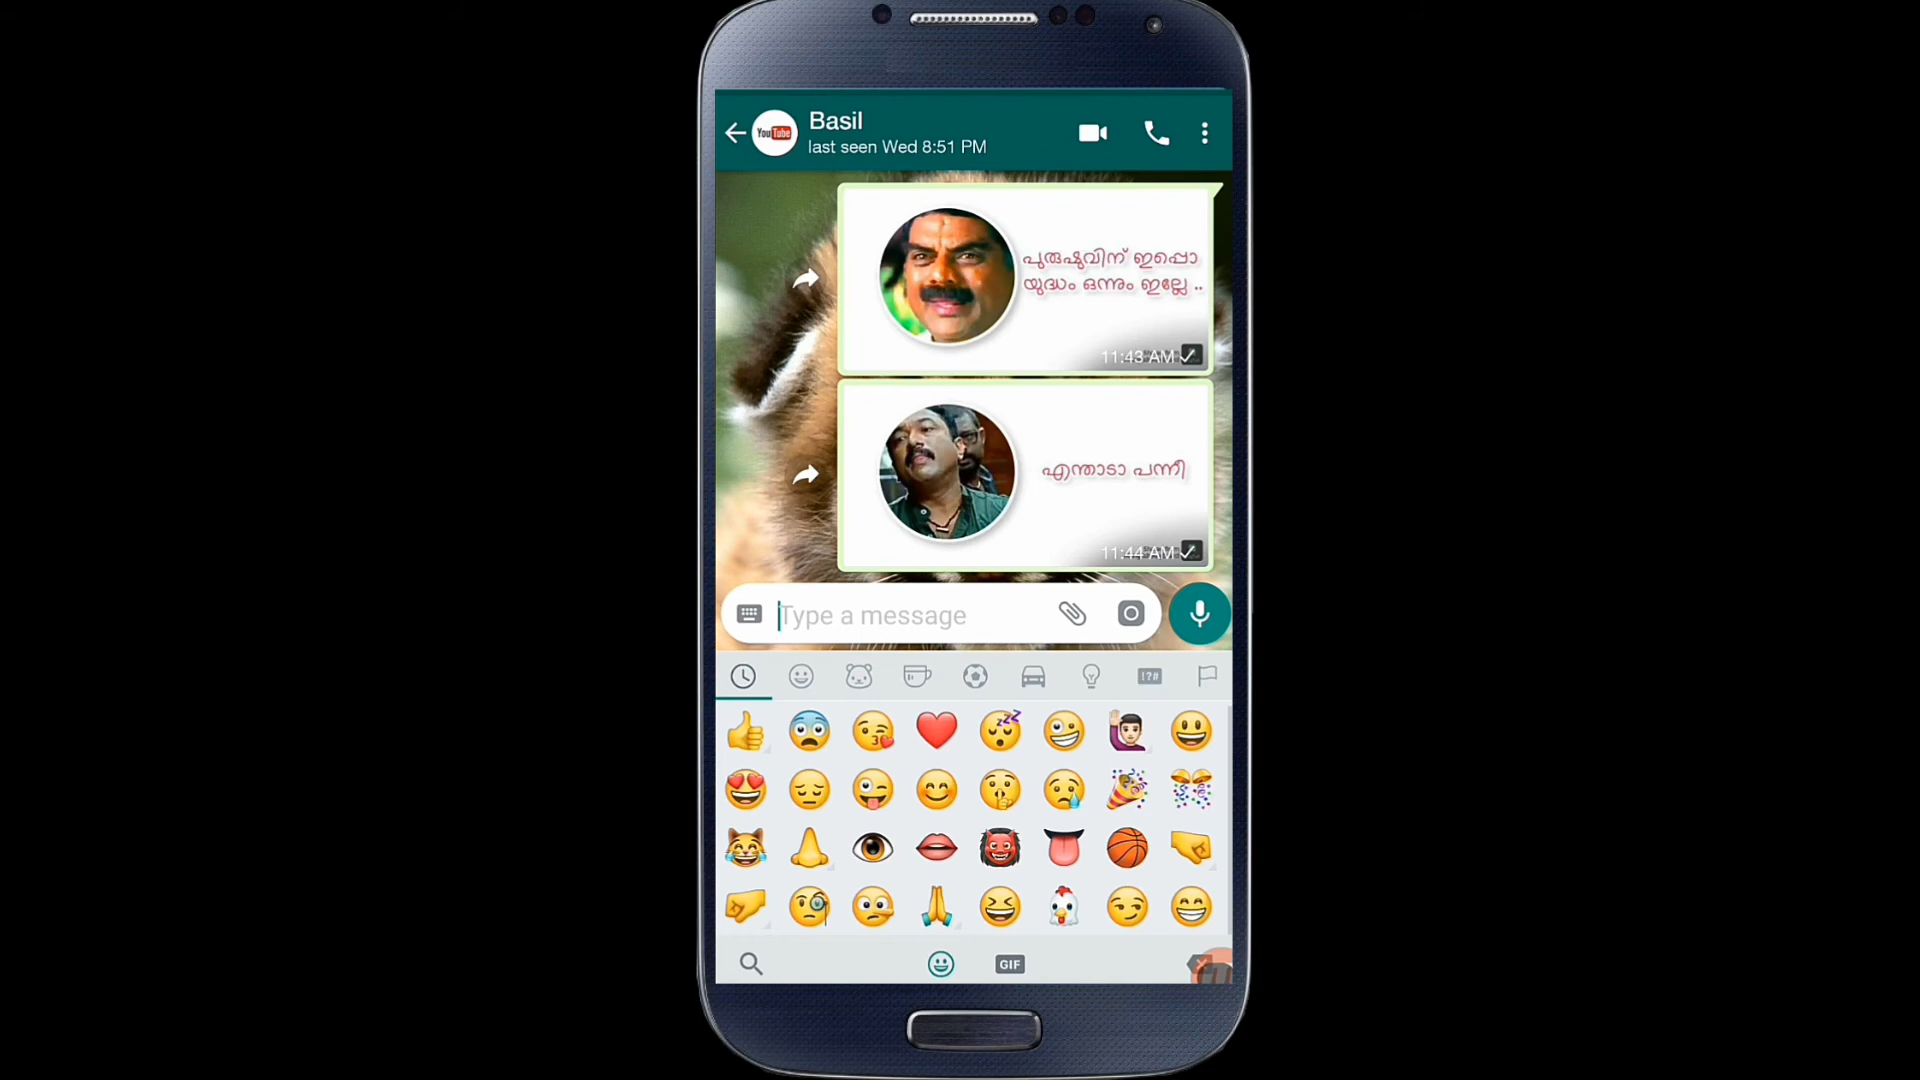 Basil
last seen Wed 8:51 PM
YouTube
പുരുഷുവിന് ഇപ്പൊ
യുദ്ധം ഒന്നും ഇല്ലേ ..
11:43 AM
എന്താടാ പന്നീ
11:44 AM
Type a message
!?#
GIF